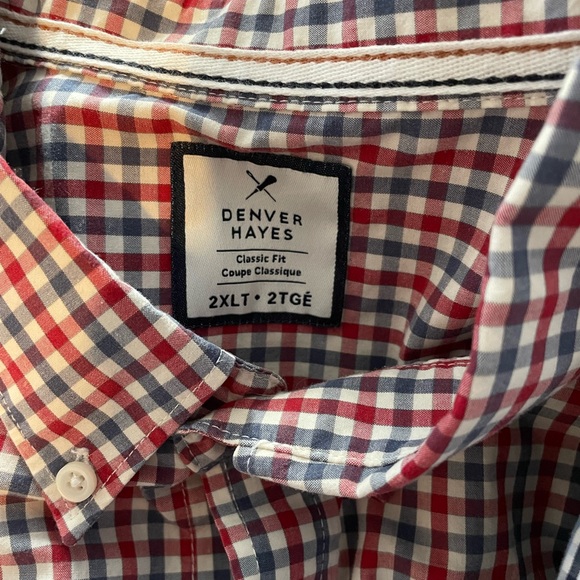 DENVER
HAYES
Classic Fit
Coupe Classique
2XLT • 2TGÉ